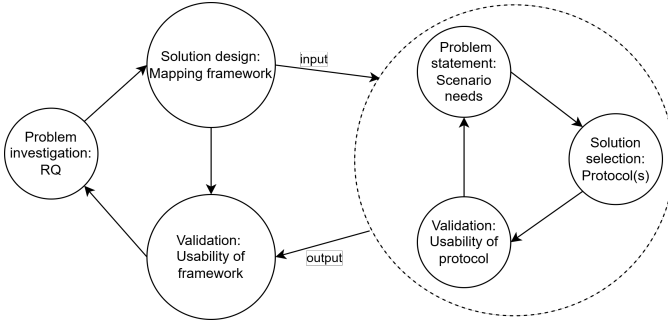 Solution design:
Mapping framework
input
Problem
statement:
Scenario
needs
Problem
investigation:
RQ
Solution
selection:
Protocol(s)
Validation:
Usability of
framework
output
Validation:
Usability of
protocol